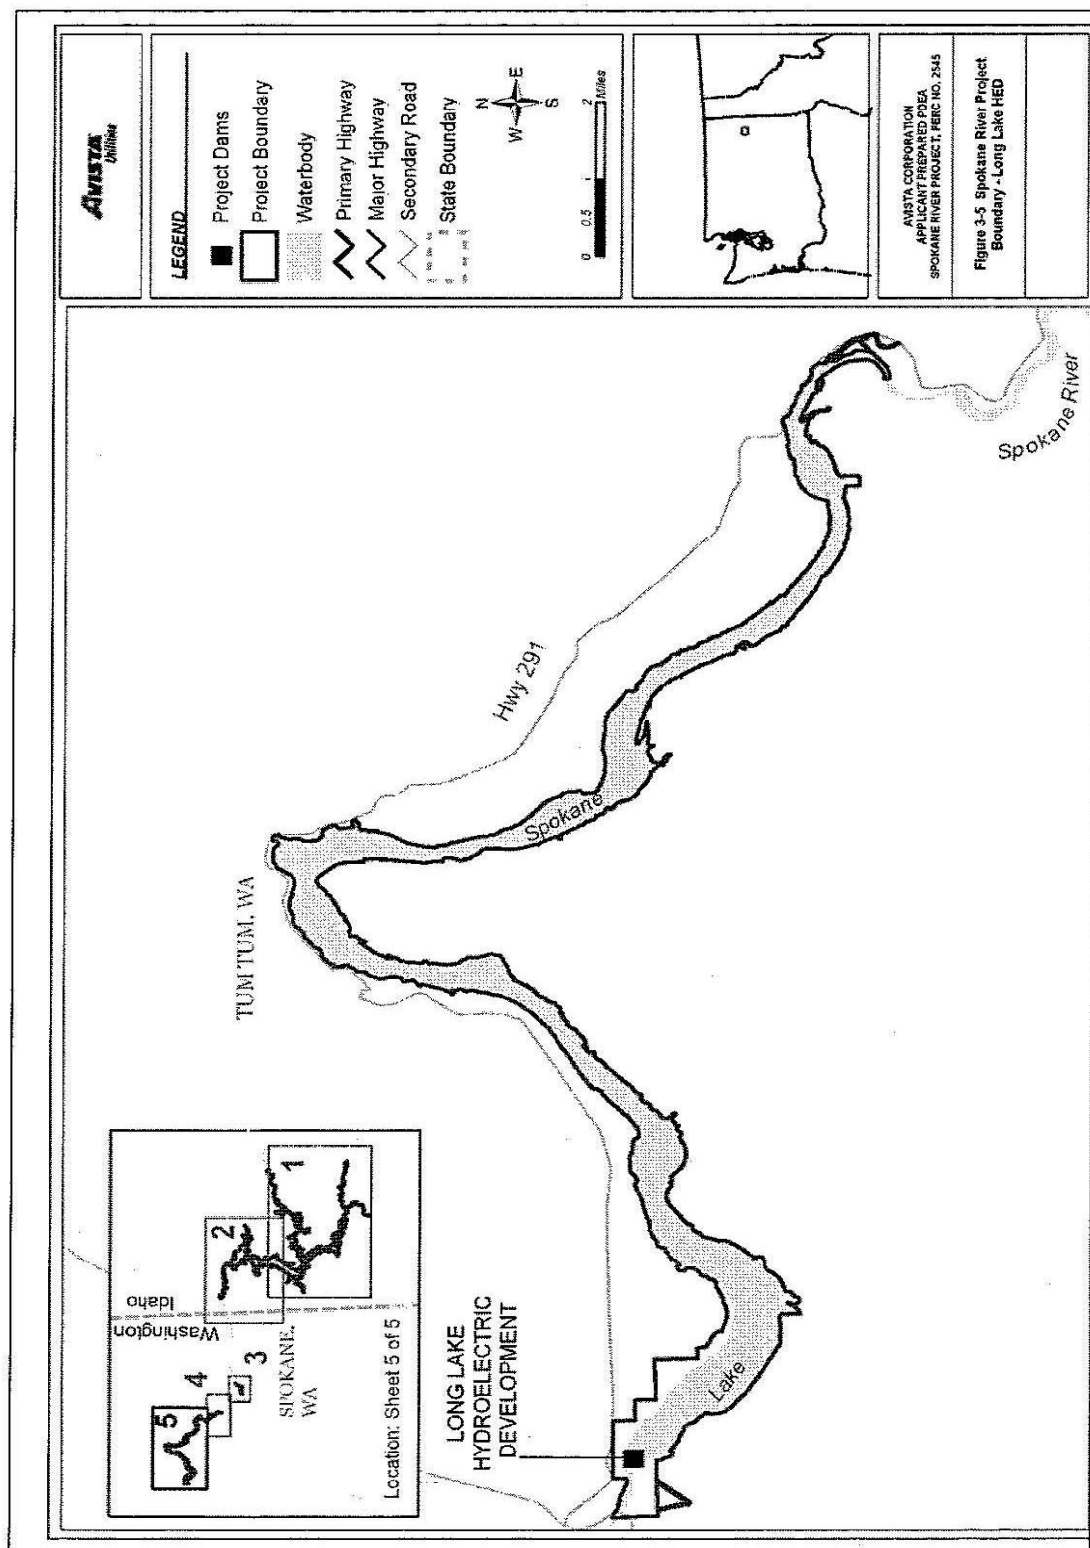 AVISTA
Utilities
LEGEND
Project Dams
Project Boundary
Waterbody
Primary Highway
Major Highway
Secondary Road
State Boundary
N
W
E
S
0
0.5
1
2
Miles
AVISTA CORPORATION
APPLICANT PREPARED PDEA
SPOKANE RIVER PROJECT, FERC NO. 2545
Figure 3-5 Spokane River Project
Boundary - Long Lake HED
5
4
3
2
1
Washington
Idaho
SPOKANE,
WA
Location: Sheet 5 of 5
TUMTUM, WA
Hwy 291
LONG LAKE
HYDROELECTRIC
DEVELOPMENT
Lake
Spokane
Spokane River